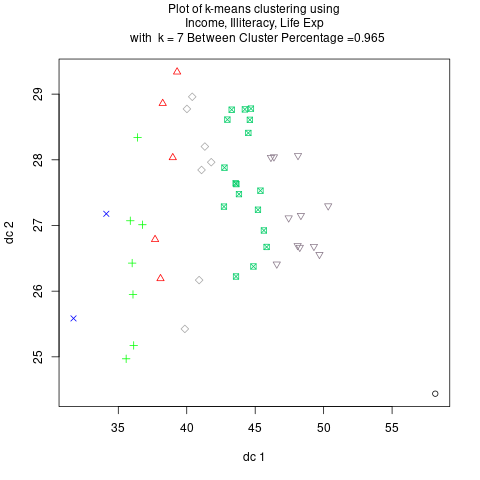 Plot of k-means clustering using
Income, Illiteracy, Life Exp
with k = 7 Between Cluster Percentage =0.965
29
28
27
26
25
dc 2
35
40
45
50
55
dc 1